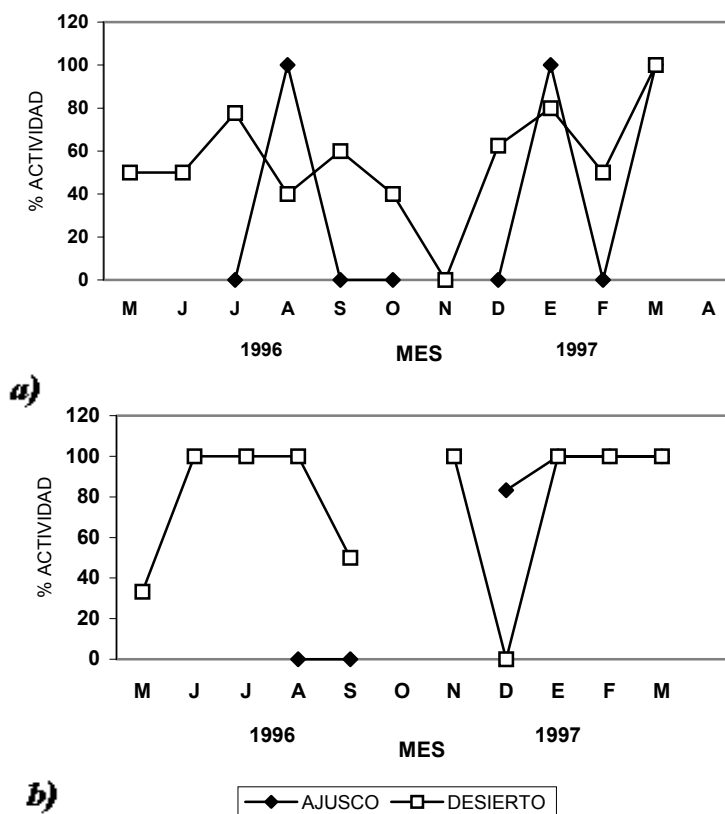 120
100
80
60
40
20
0
% ACTIVIDAD
M J J A S O N D E F M A
1996 MES 1997
a)
120
100
80
60
40
20
0
% ACTIVIDAD
M J J A S O N D E F M
1996 MES 1997
b)
AJUSCO DESIERTO